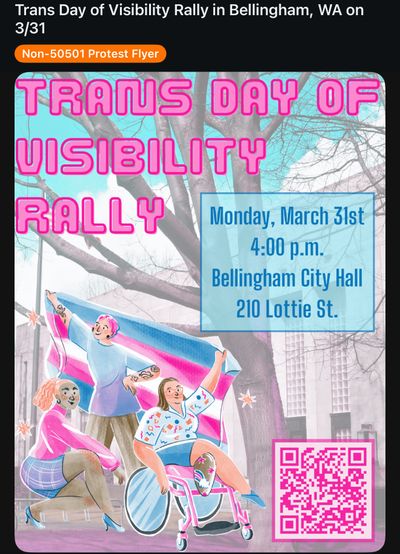 Trans Day of Visibility Rally in Bellingham, WA on
3/31
Non-50501 Protest Flyer
TRANS DAY OF
VISIBILITY
RALLY
Monday, March 31st
4:00 p.m.
Bellingham City Hall
210 Lottie St.